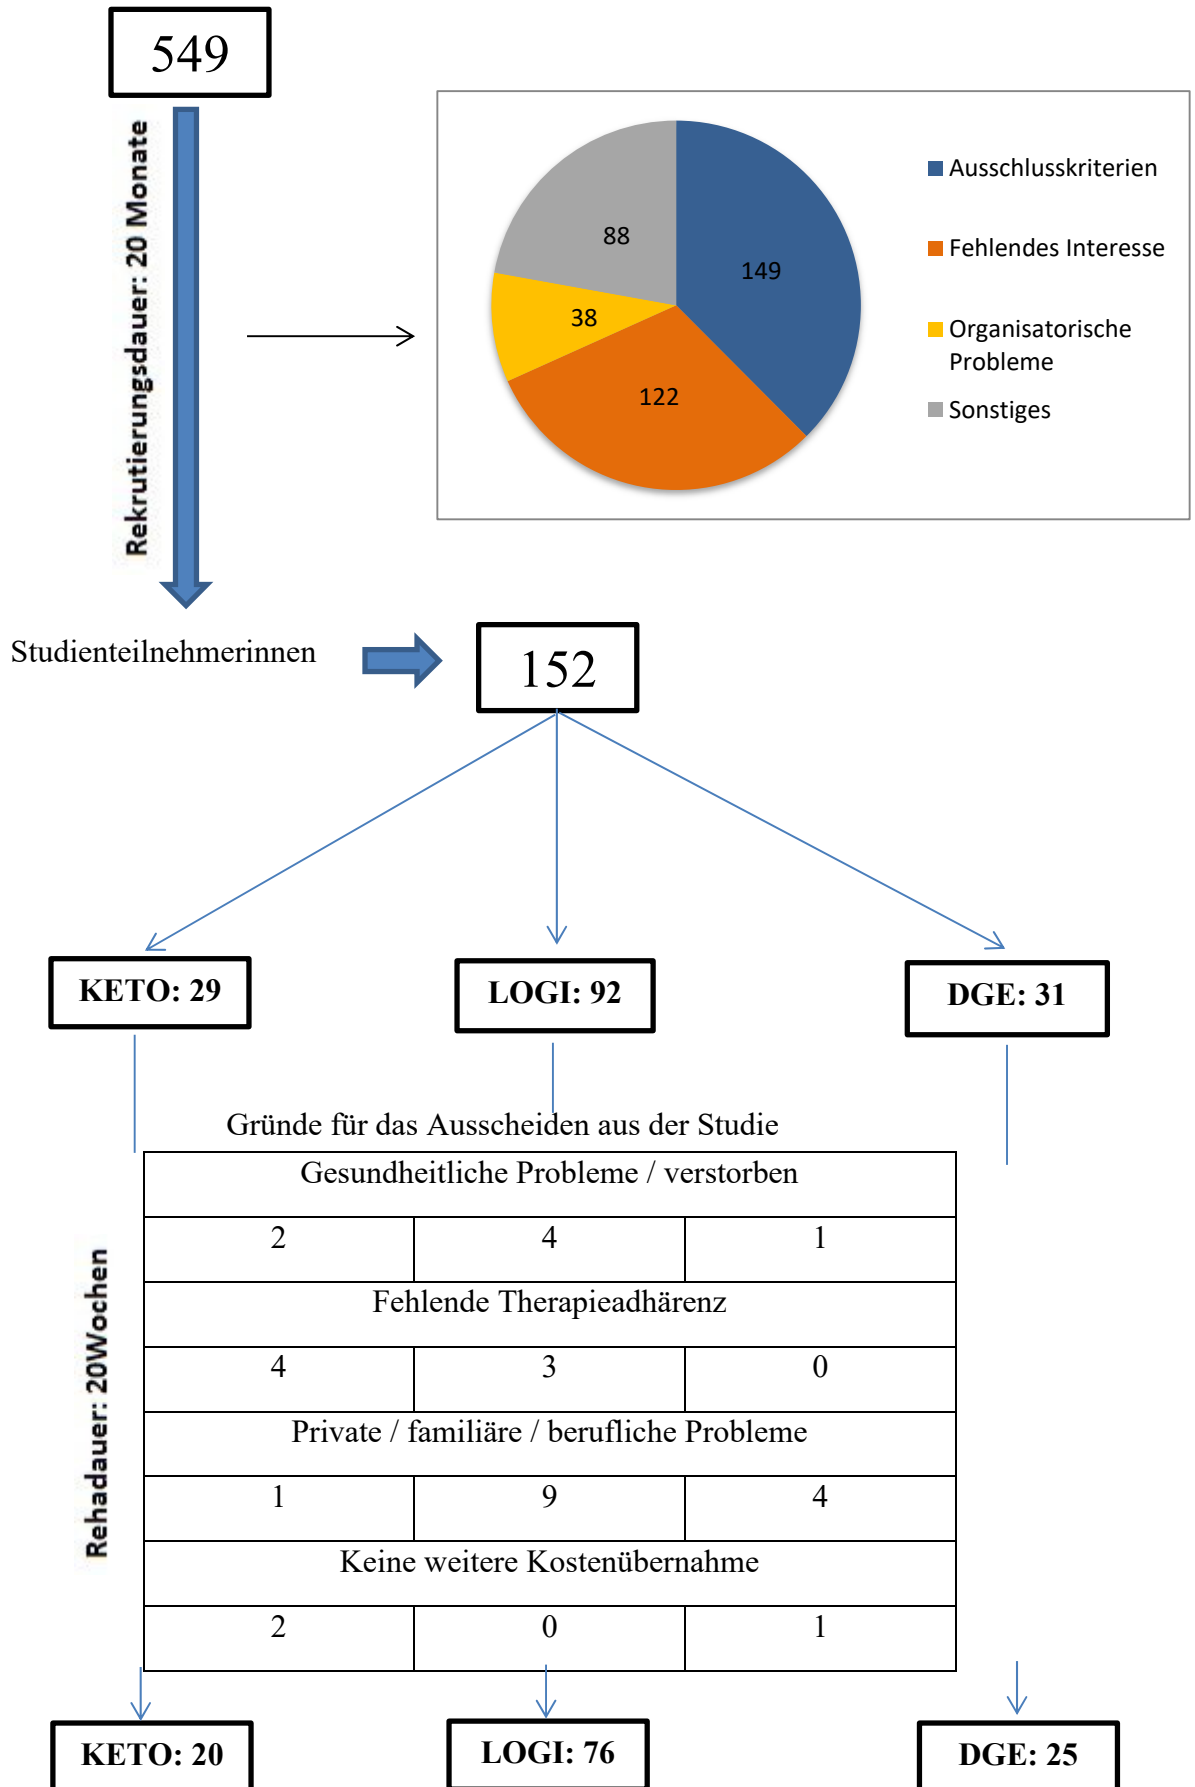 549
Rekrutierungsdauer: 20 Monate
88
149
38
122
Ausschlusskriterien
Fehlendes Interesse
Organisatorische
Probleme
Sonstiges
Studienteilnehmerinnen
152
KETO: 29
LOGI: 92
DGE: 31
Gründe für das Ausscheiden aus der Studie
Rehadauer: 20Wochen
Gesundheitliche Probleme / verstorben
2 4 1
Fehlende Therapieadhärenz
4 3 0
Private / familiäre / berufliche Probleme
1 9 4
Keine weitere Kostenübernahme
2 0 1
KETO: 20
LOGI: 76
DGE: 25